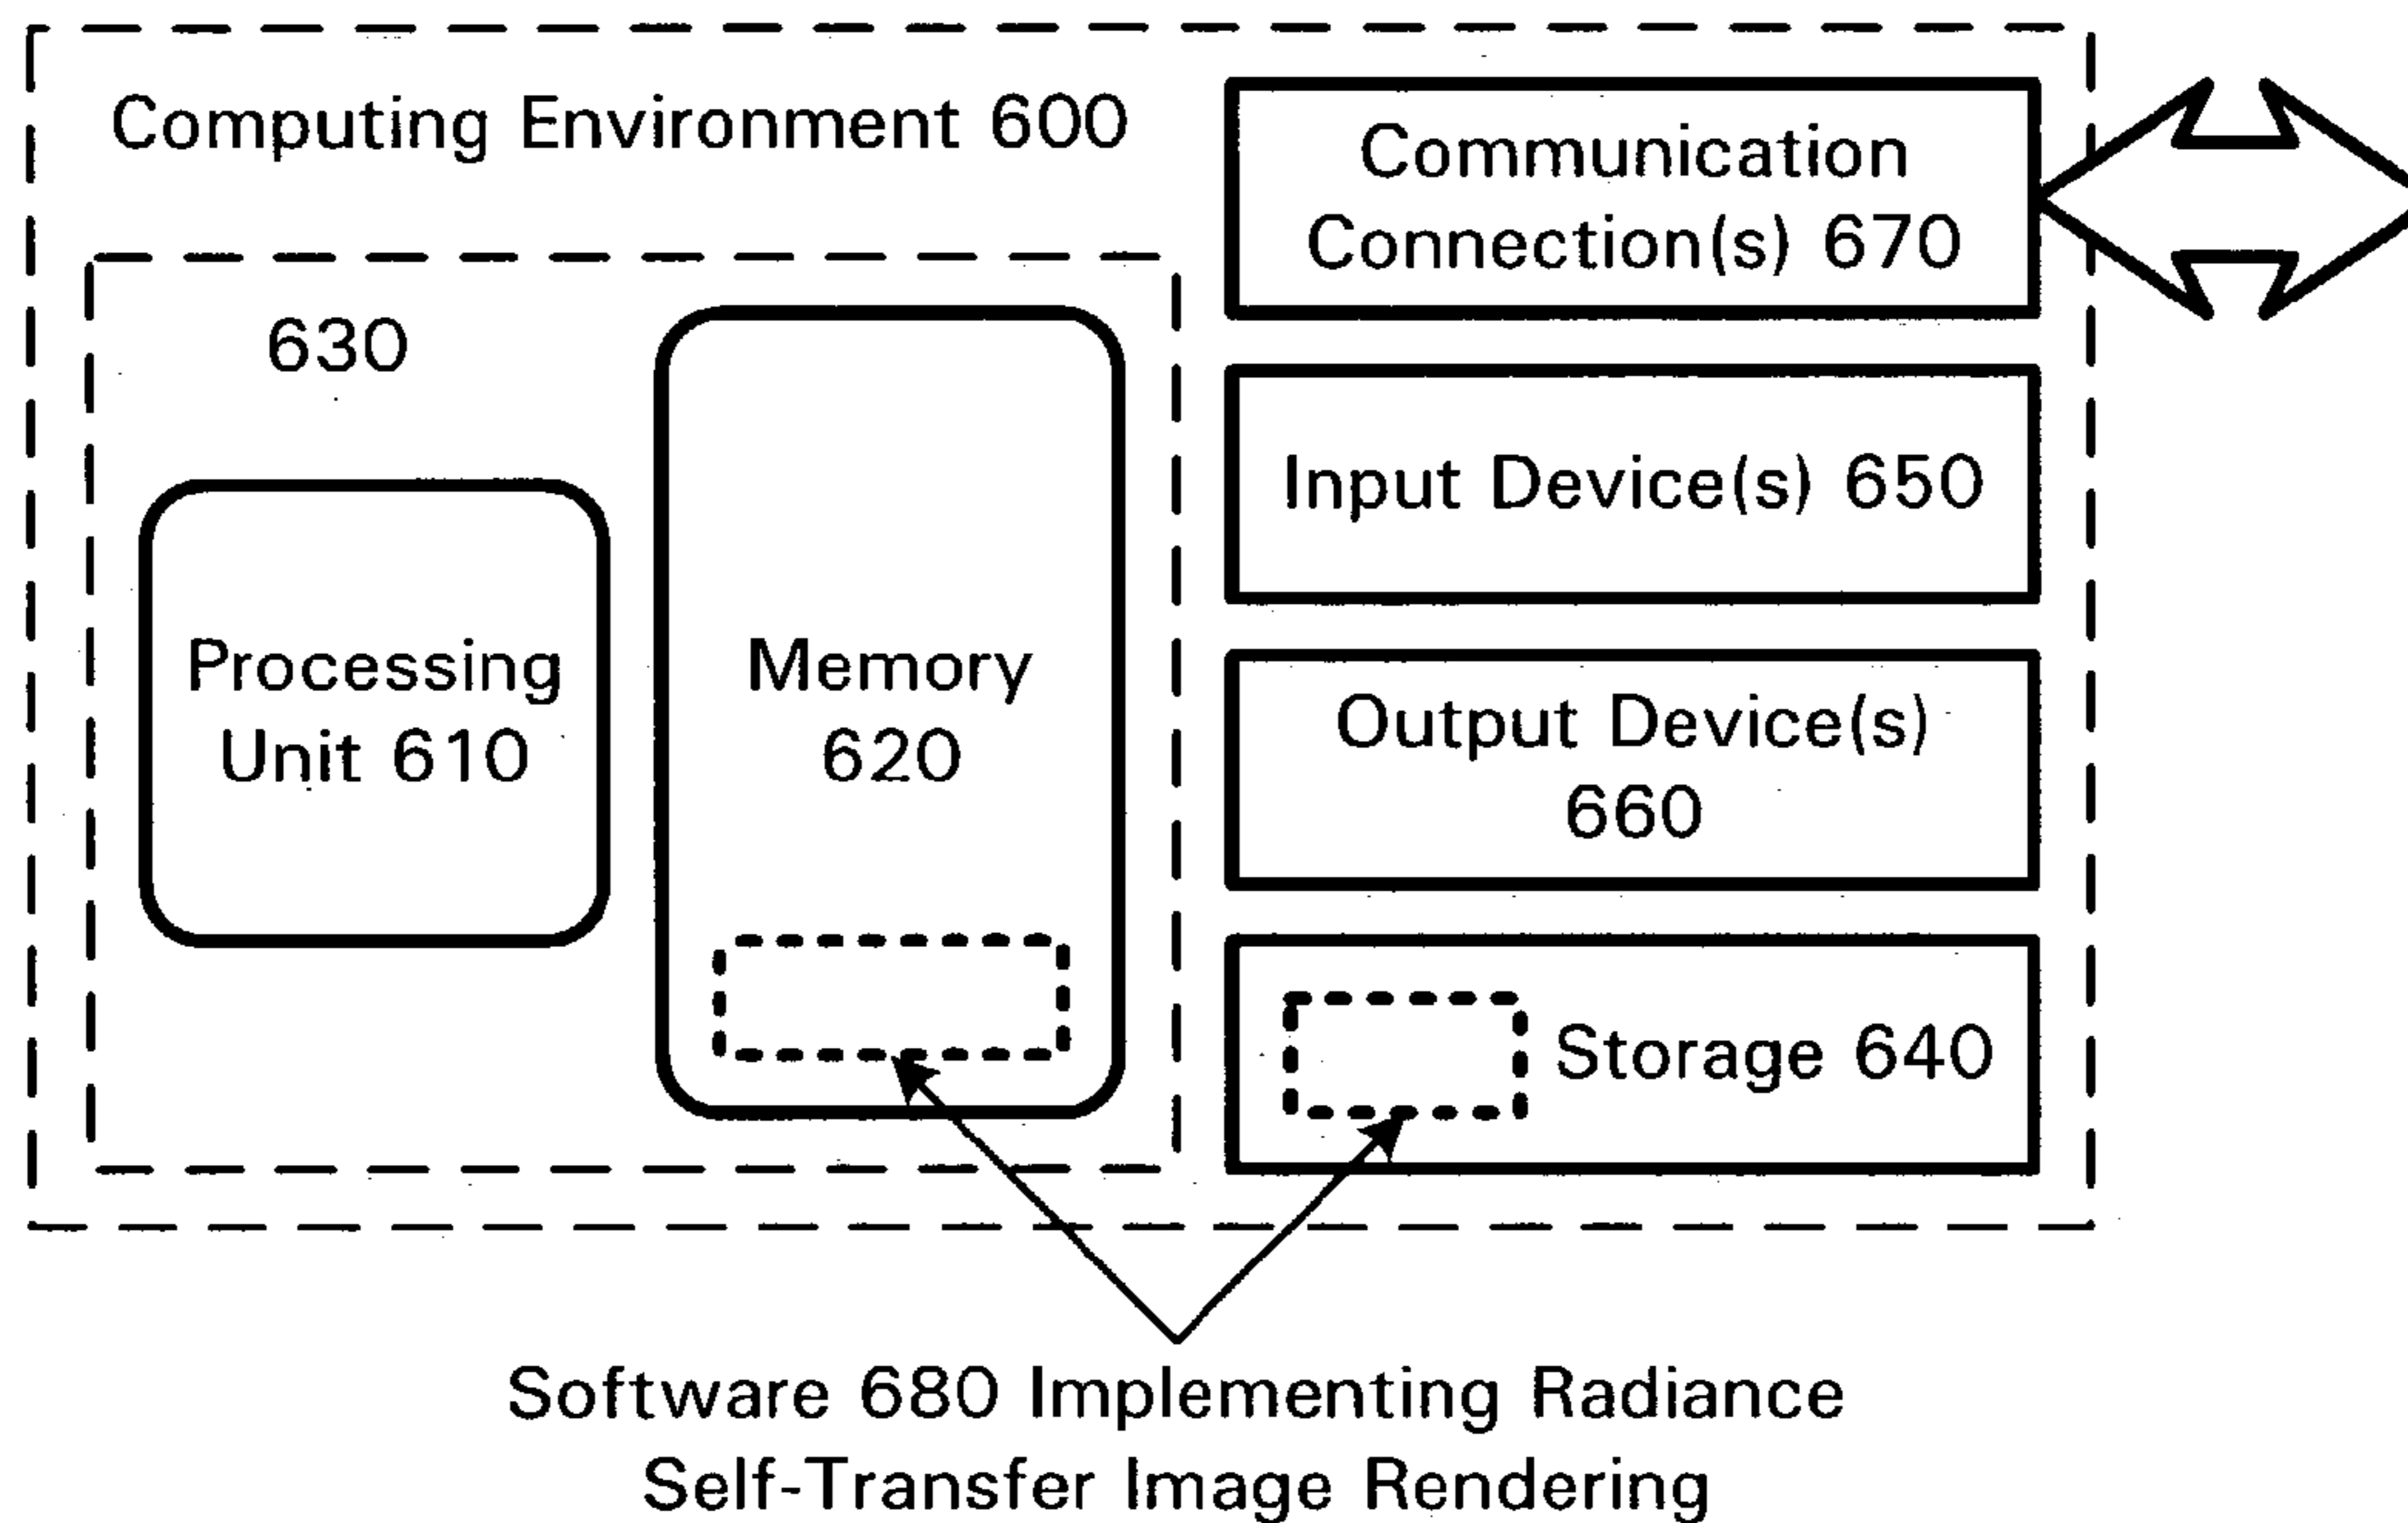 Computing Environment 600
630
Processing
Unit 610
Memory
620
Communication
Connection(s) 670
Input Device(s) 650
Output Device(s)
660
Storage 640
Software 680 Implementing Radiance
Self-Transfer Image Rendering